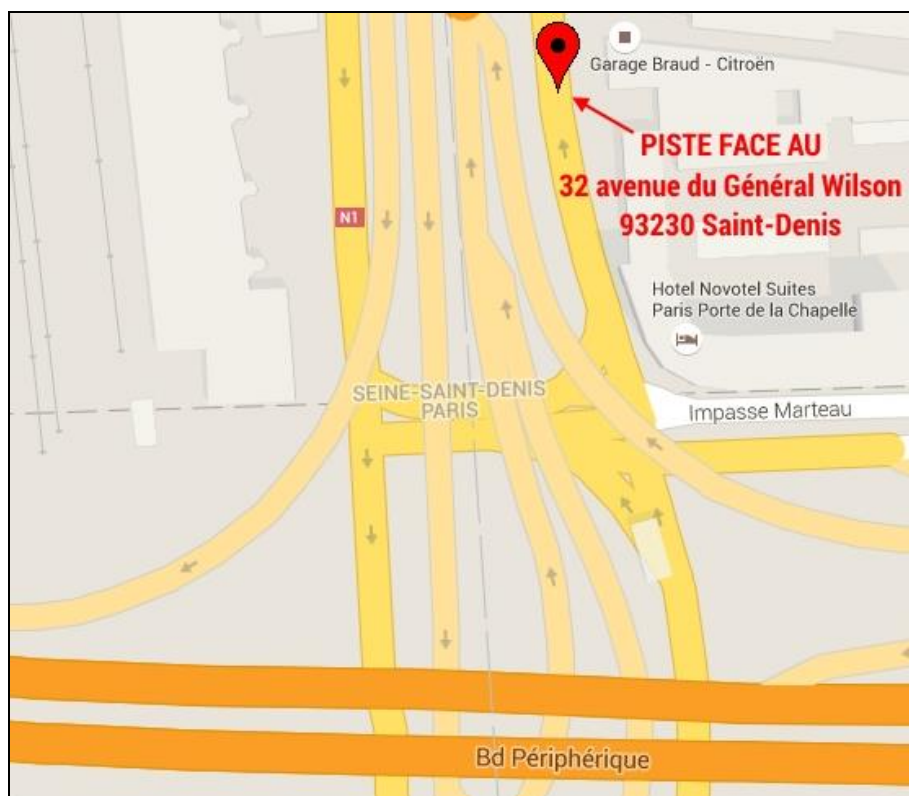 Garage Braud - Citroën
PISTE FACE AU
32 avenue du Général Wilson
93230 Saint-Denis
N1
Hotel Novotel Suites
Paris Porte de la Chapelle
SEINE-SAINT-DENIS
PARIS
Impasse Marteau
Bd Périphérique